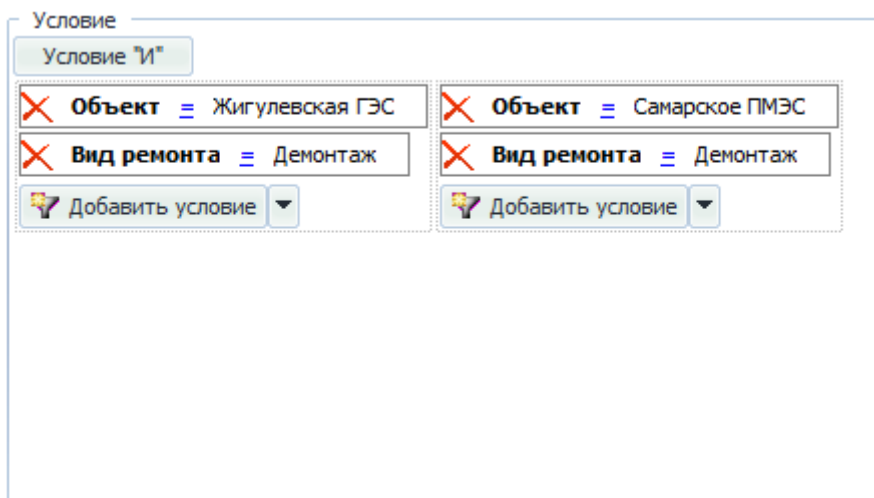 Условие
Условие "И"
Объект = Жигулевская ГЭС
Вид ремонта = Демонтаж
Добавить условие
Объект = Самарское ПМЭС
Вид ремонта = Демонтаж
Добавить условие